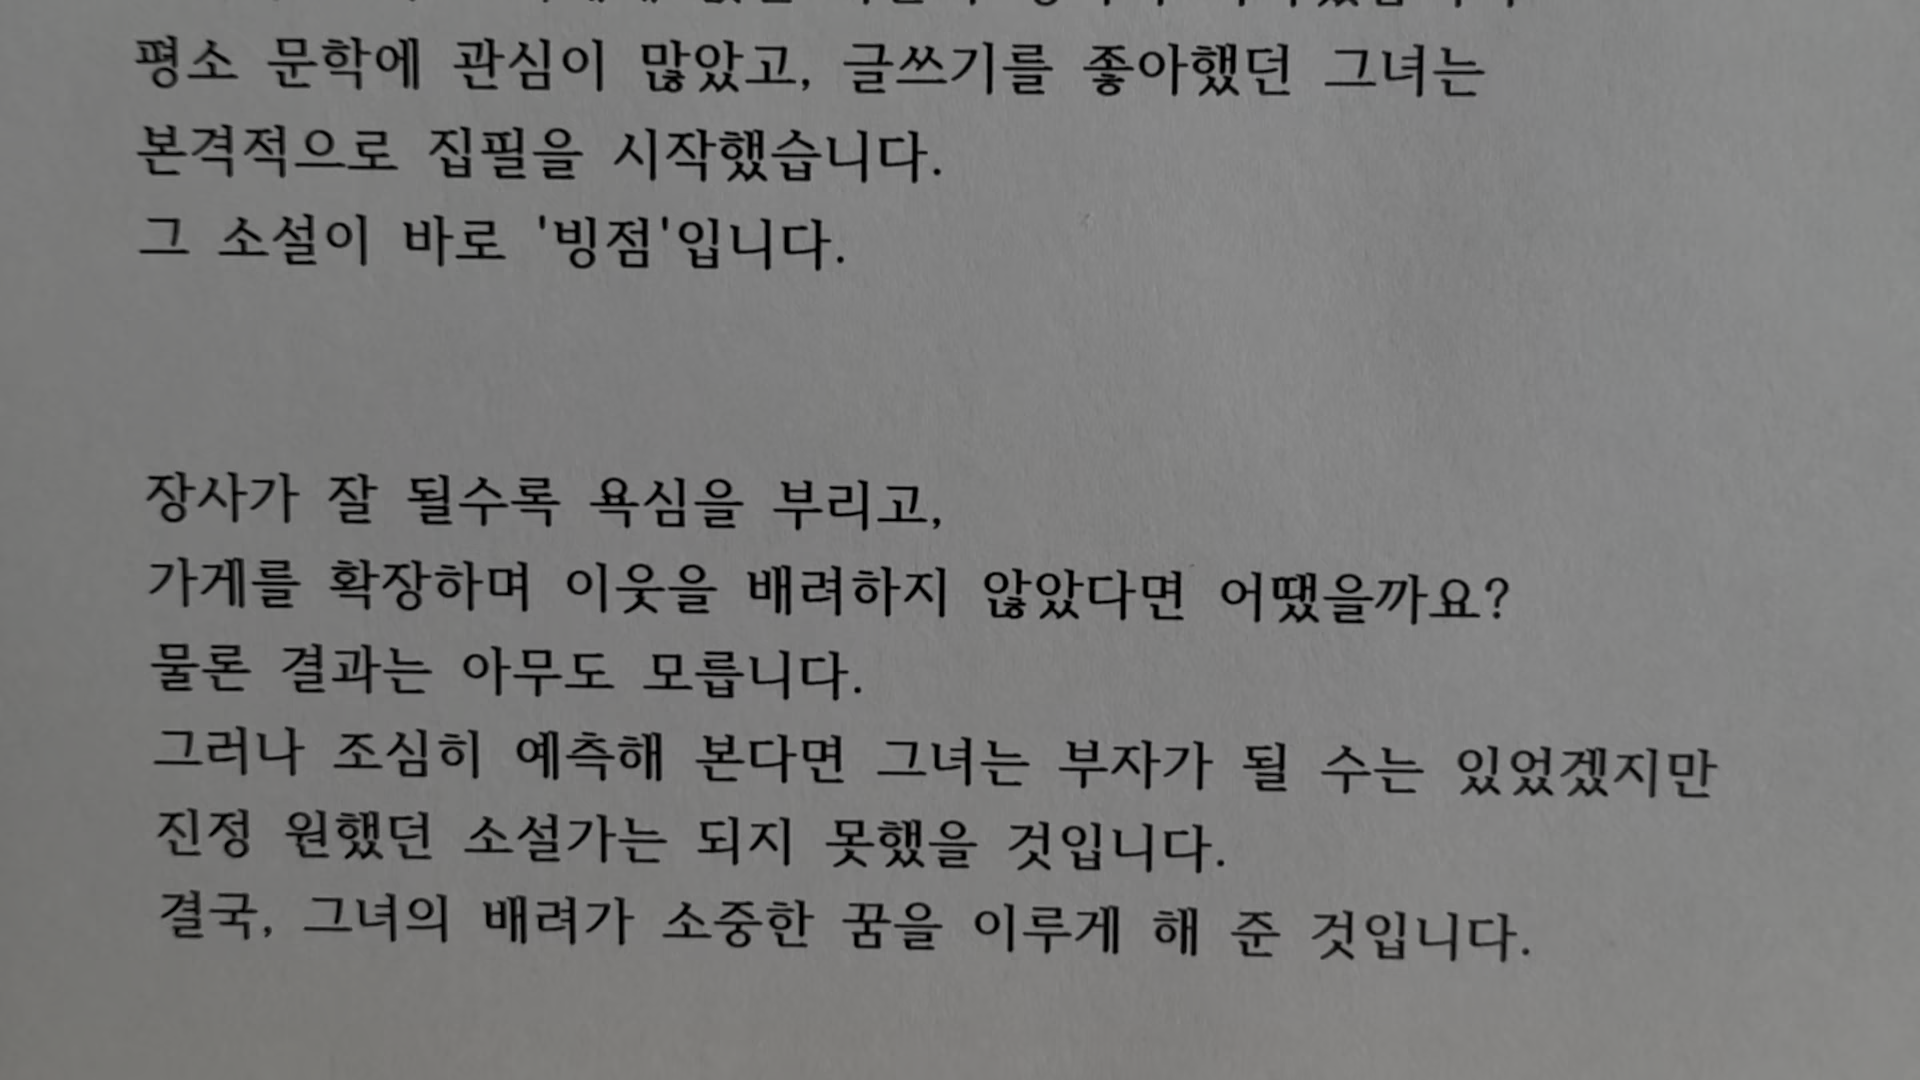 평소 문학에 관심이 많았고, 글쓰기를 좋아했던 그녀는
본격적으로 집필을 시작했습니다.
그 소설이 바로 '빙점'입니다.
장사가 잘 될수록 욕심을 부리고,
가게를 확장하며 이웃을 배려하지 않았다면 어땠을까요?
물론 결과는 아무도 모릅니다.
그러나 조심히 예측해 본다면 그녀는 부자가 될 수는 있었겠지만
진정 원했던 소설가는 되지 못했을 것입니다.
결국, 그녀의 배려가 소중한 꿈을 이루게 해 준 것입니다.